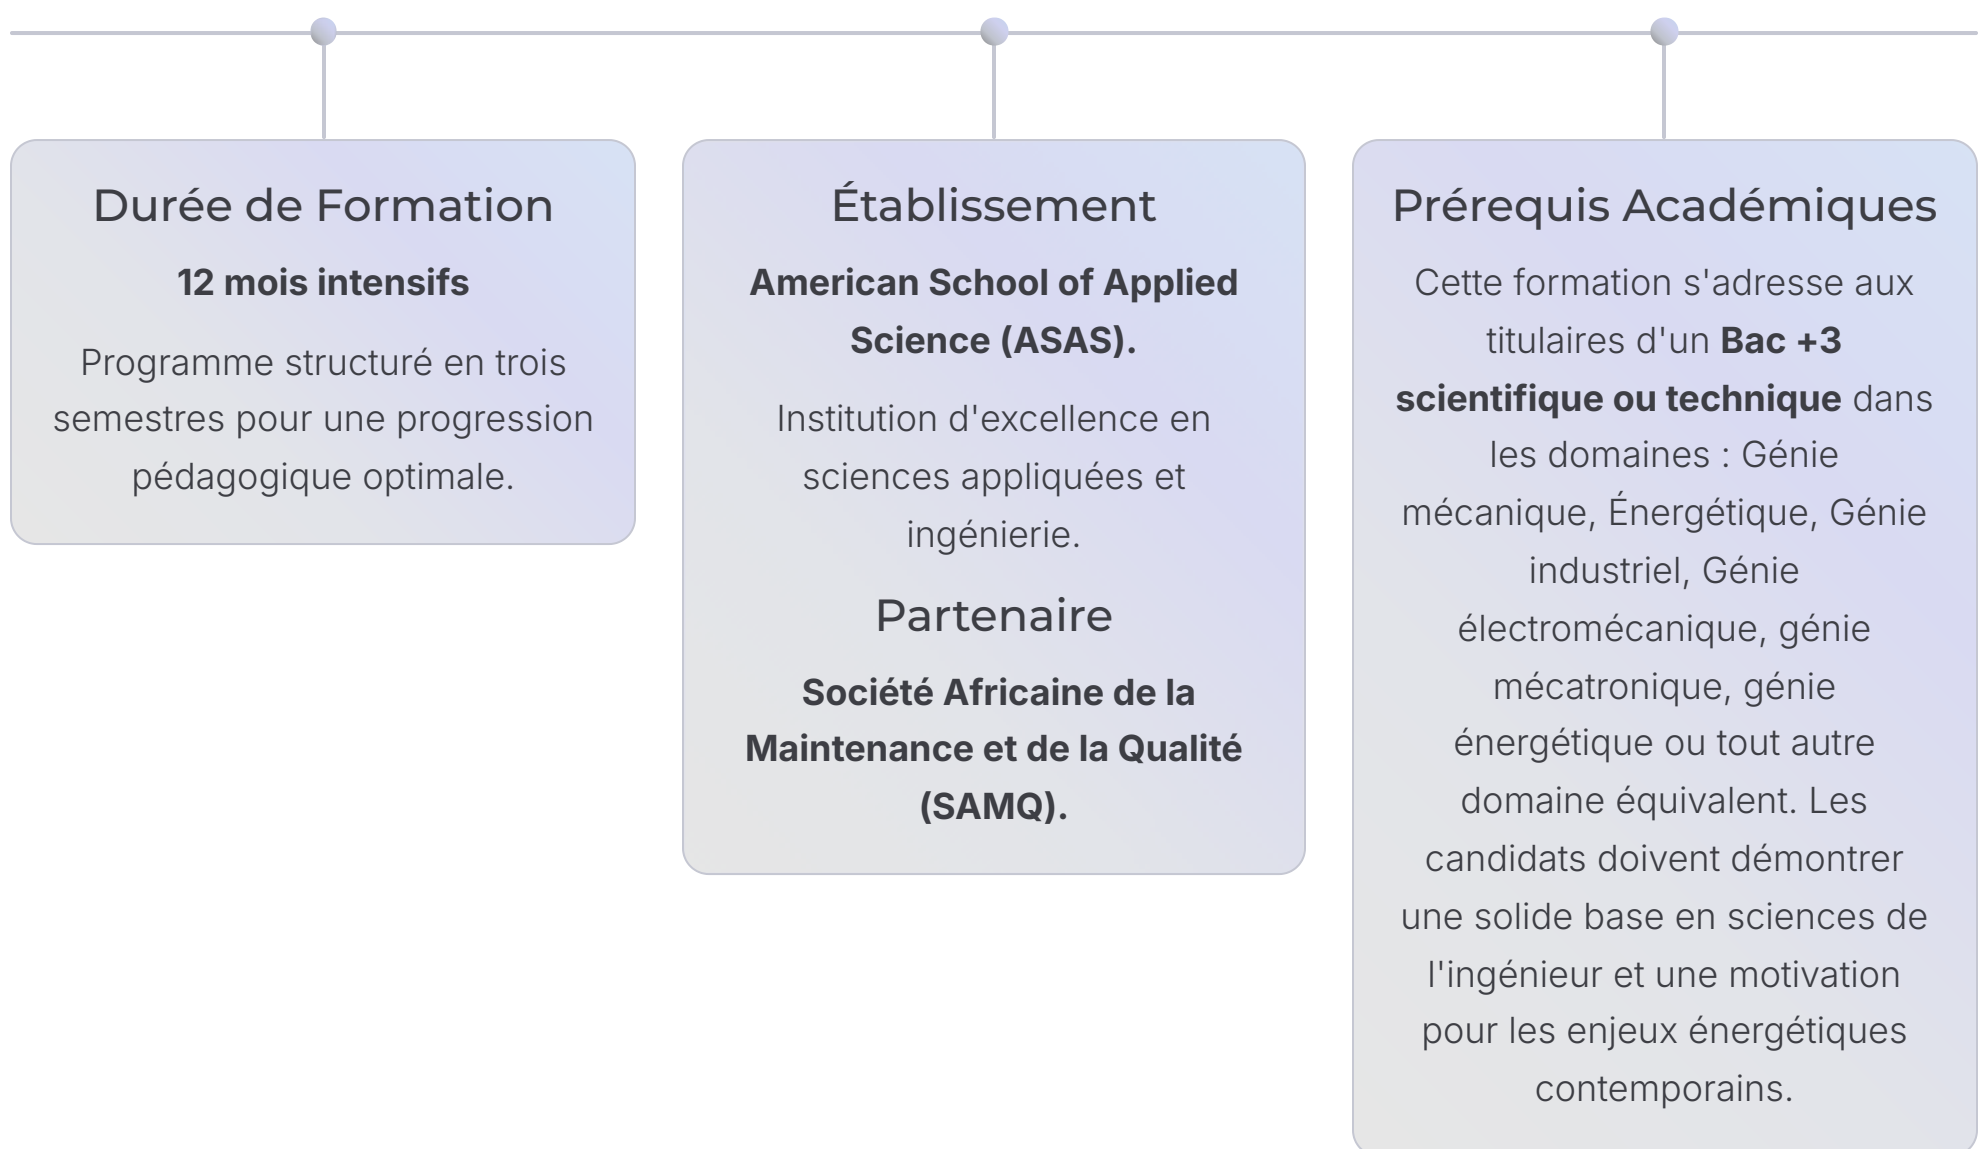 Durée de Formation
12 mois intensifs
Programme structuré en trois
semestres pour une progression
pédagogique optimale.
Établissement
American School of Applied
Science (ASAS).
Institution d'excellence en
sciences appliquées et
ingénierie.
Partenaire
Société Africaine de la
Maintenance et de la Qualité
(SAMQ).
Prérequis Académiques
Cette formation s'adresse aux
titulaires d'un Bac +3
scientifique ou technique dans
les domaines : Génie
mécanique, Énergétique, Génie
industriel, Génie
électromécanique, génie
mécatronique, génie
énergétique ou tout autre
domaine équivalent. Les
candidats doivent démontrer
une solide base en sciences de
l'ingénieur et une motivation
pour les enjeux énergétiques
contemporains.